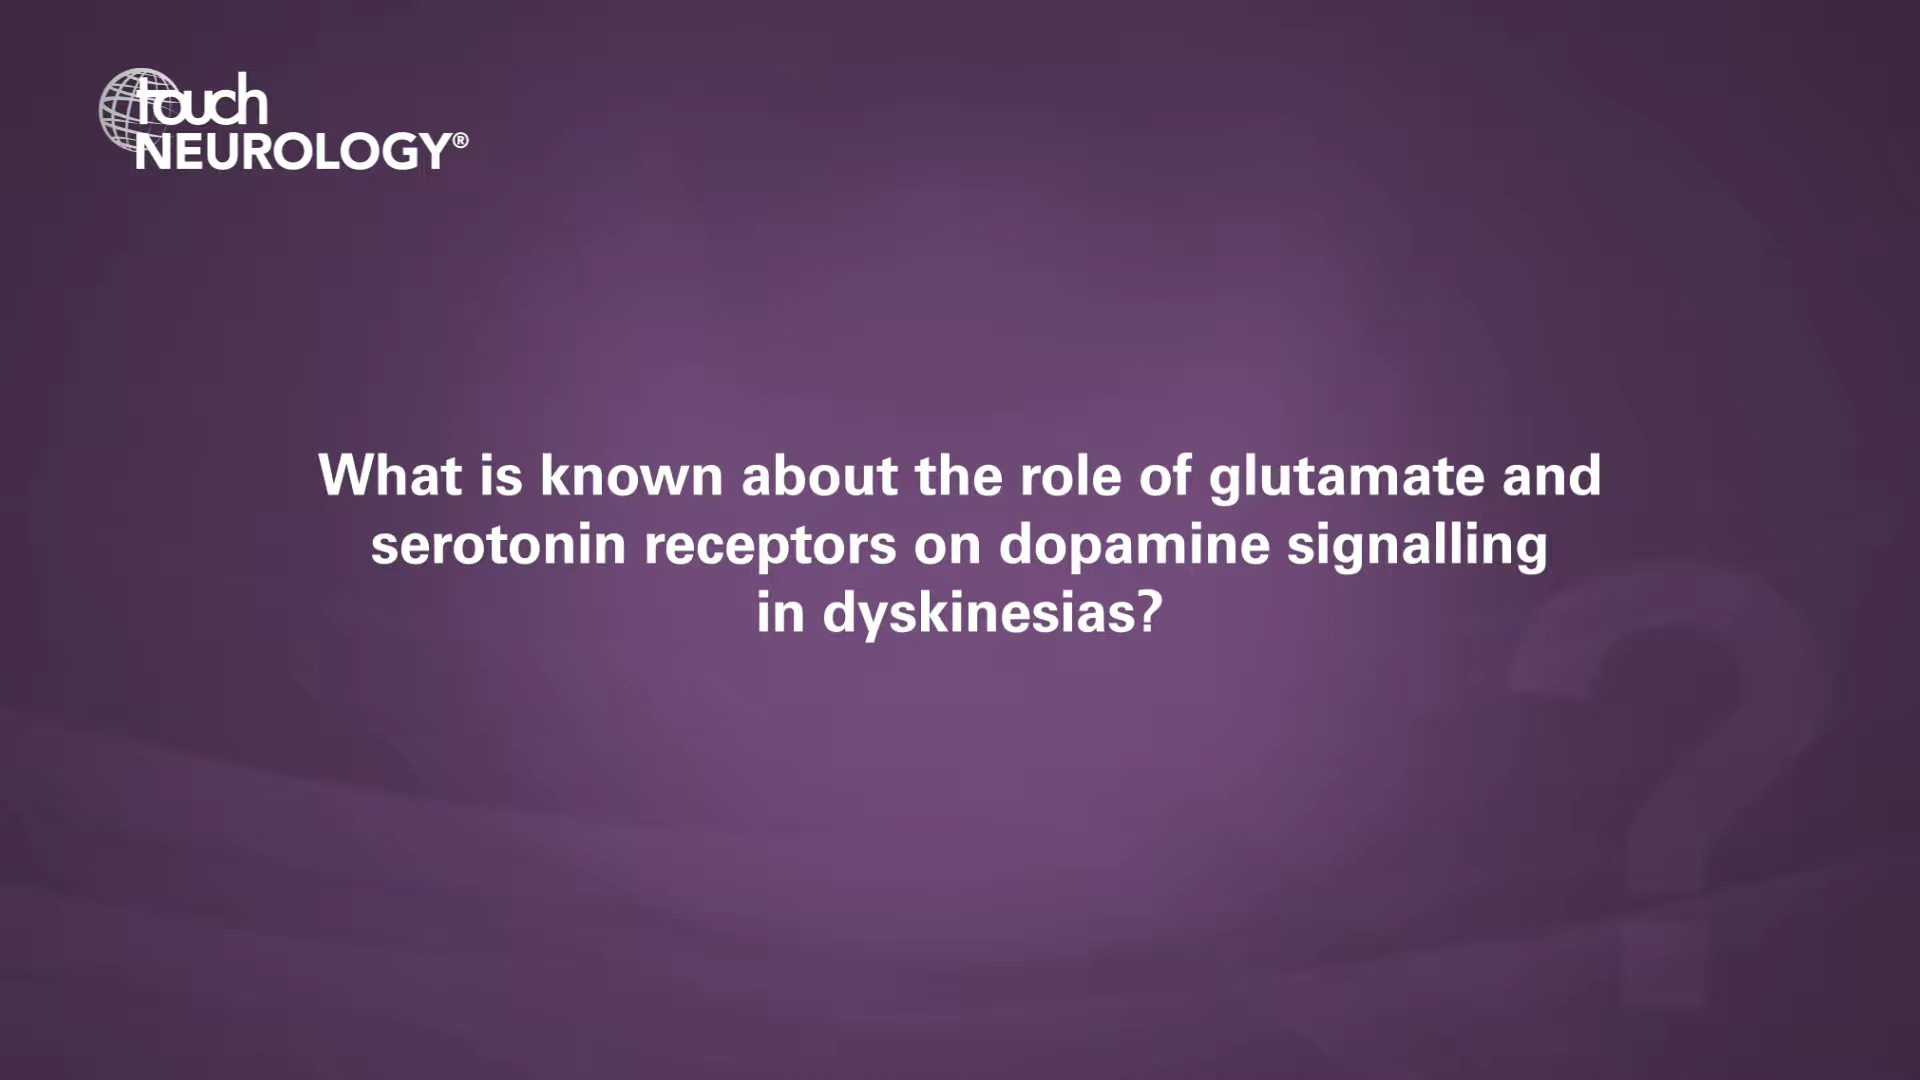 touch
NEUROLOGY®
What is known about the role of glutamate and
serotonin receptors on dopamine signalling
in dyskinesias?